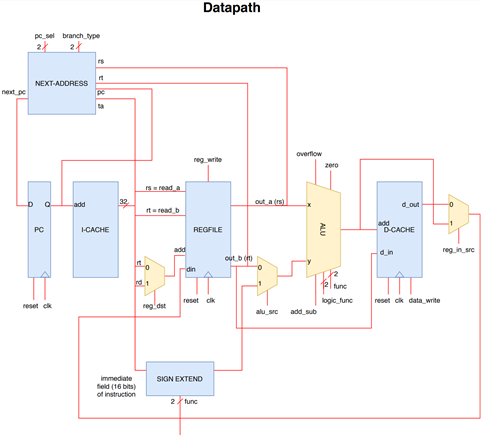 Datapath
pc_sel
branch_type
2
2
NEXT-ADDRESS
rs
rt
pc
ta
next_pc
reg_write
overflow
zero
D
Q
PC
add
I-CACHE
32
rs = read_a
rt = read_b
REGFILE
out_a (rs)
x
ALU
d_out
0
1
add
D-CACHE
d_in
reg_in_src
rt
0
rd
1
add
din
out_b (rt)
0
1
y
2
2
func
logic_func
reset
clk
reg_dst
reset
clk
alu_src
add_sub
reset
clk
data_write
immediate
field (16 bits)
of instruction
SIGN EXTEND
2
func